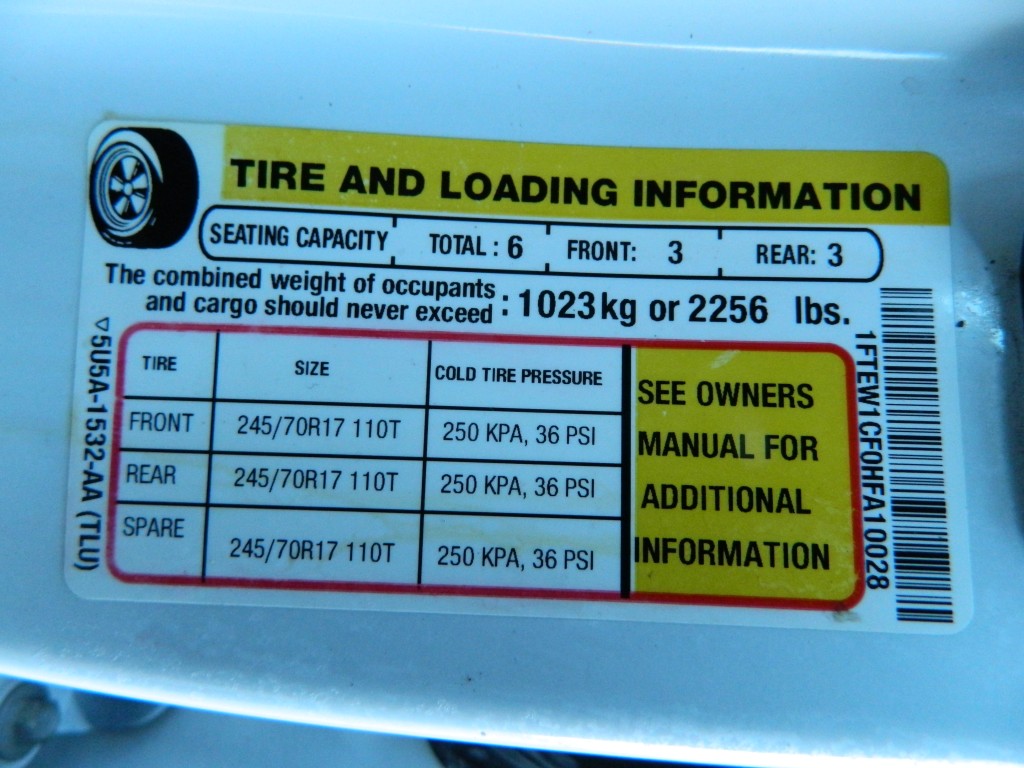 TIRE AND LOADING INFORMATION
SEATING CAPACITY TOTAL : 6 FRONT: 3 REAR: 3
The combined weight of occupants
and cargo should never exceed : 1023kg or 2256 lbs.
TIRE SIZE COLD TIRE PRESSURE
FRONT 245/70R17 110T 250 KPA, 36 PSI
REAR 245/70R17 110T 250 KPA, 36 PSI
SPARE 245/70R17 110T 250 KPA, 36 PSI
SEE OWNERS
MANUAL FOR
ADDITIONAL
INFORMATION
▽5U5A-1532-AA (TLU)
1FTEW1CF0HFA10028